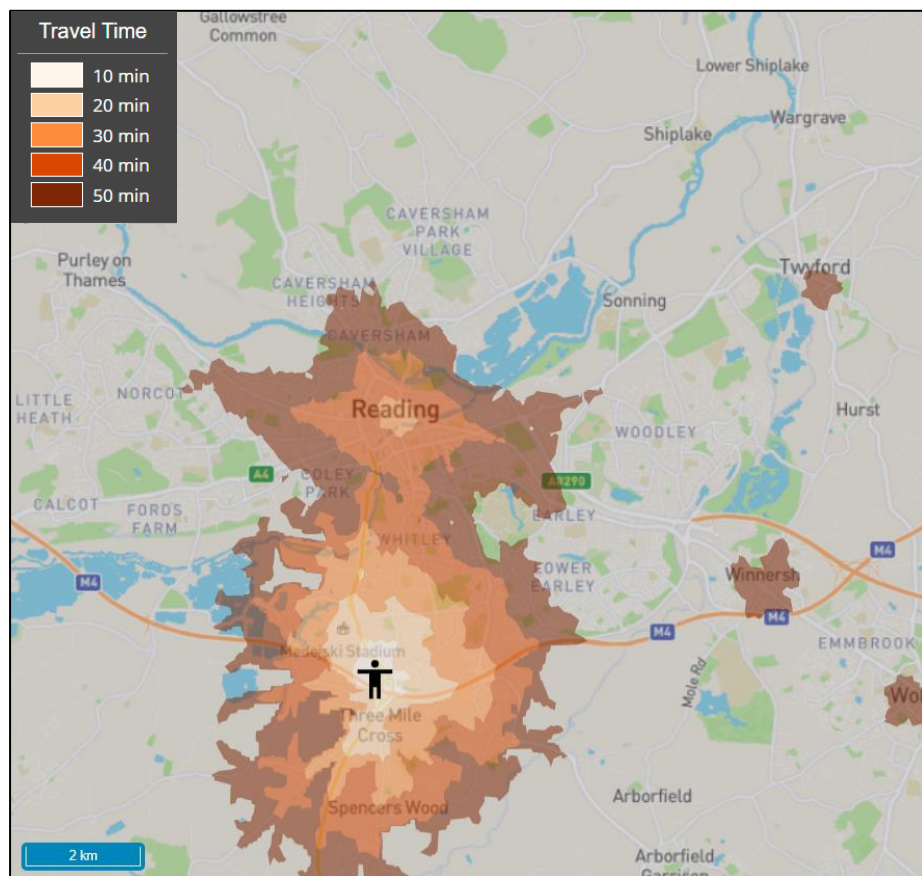 Travel Time
10 min
20 min
30 min
40 min
50 min
Gallowstree
Common
Lower Shiplake
Wargrave
Shiplake
CAVERSHAM
PARK
VILLAGE
Purley on
Thames
CAVERSHAM
HEIGHTS
Twyford
Sonning
CAVERSHAM
NORCOT
LITTLE
HEATH
Reading
Hurst
WOODLEY
A4
COLEY
PARK
A3290
CALCOT
FORDS
FARM
EARLEY
WHITLEY
M4
M4
LOWER
EARLEY
Winnersh
M4
M4
EMMBROOK
Madejski Stadium
Mole Rd
Wo
Three Mile
Cross
Arborfield
Spencers Wood
2 km
Arborfield
Garrison